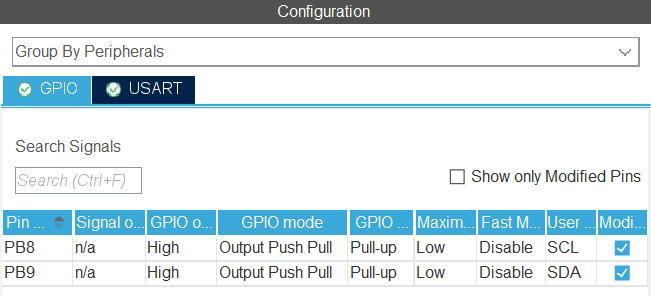 Configuration
Group By Peripherals
GPIO USART
Search Signals
Search (Ctrl+F)
Show only Modified Pins
Pin ... Signal o... GPIO o... GPIO mode GPIO ... Maxim... Fast M... User ... Modi...
PB8 n/a High Output Push Pull Pull-up Low Disable SCL
PB9 n/a High Output Push Pull Pull-up Low Disable SDA